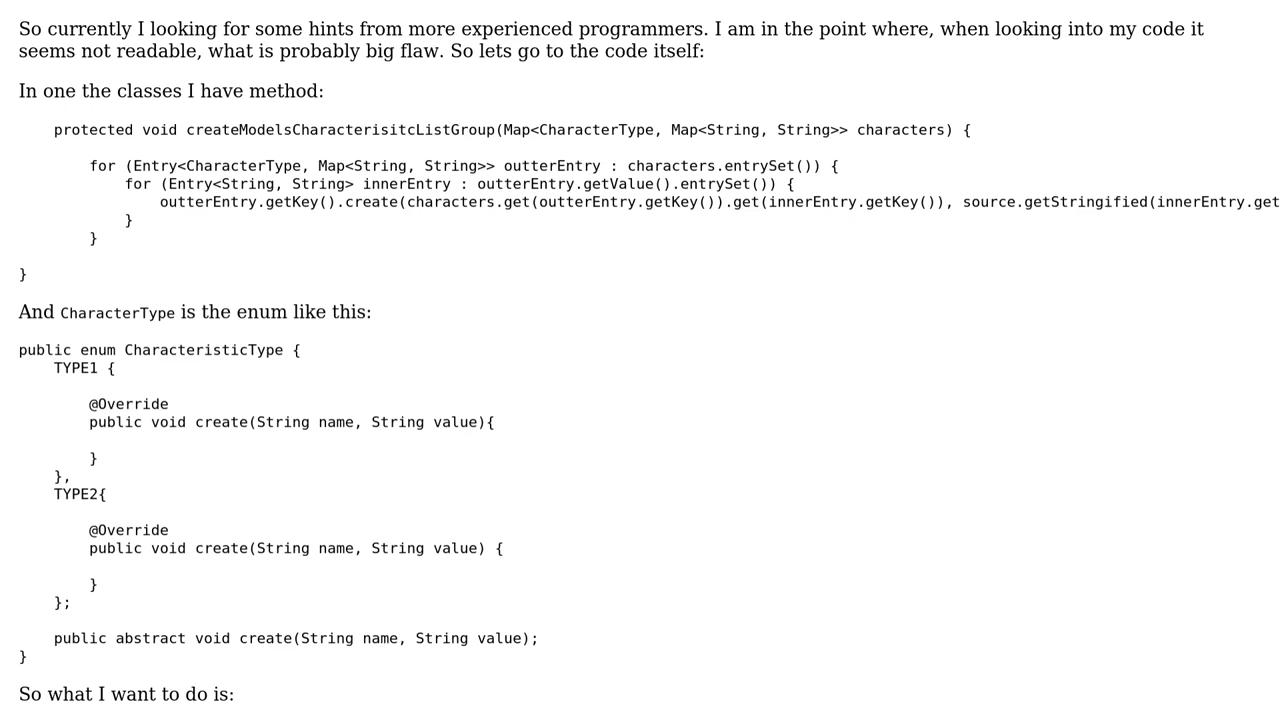 So currently I looking for some hints from more experienced programmers. I am in the point where, when looking into my code it
seems not readable, what is probably big flaw. So lets go to the code itself:
In one the classes I have method:
protected void createModelsCharacterisitcListGroup(Map<CharacterType, Map<String, String>> characters) {
for (Entry<CharacterType, Map<String, String>> outterEntry : characters.entrySet()) {
for (Entry<String, String> innerEntry : outterEntry.getValue().entrySet()) {
outterEntry.getKey().create(characters.get(outterEntry.getKey()).get(innerEntry.getKey()), source.getStringified(innerEntry.get
}
}
}
And CharacterType is the enum like this:
public enum CharacteristicType {
TYPE1 {
@Override
public void create(String name, String value){
}
},
TYPE2{
@Override
public void create(String name, String value) {
}
};
public abstract void create(String name, String value);
}
So what I want to do is: